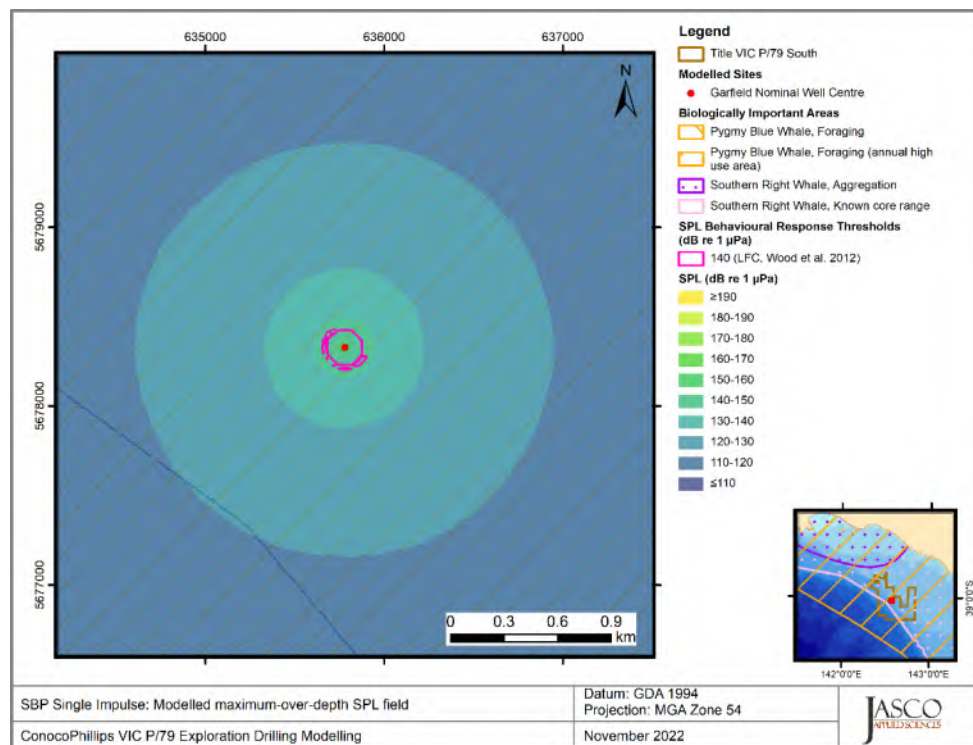 635000 636000 637000
5679000
5678000
5677000
N
0 0.3 0.6 0.9
km
Legend
Title VIC P/79 South
Modelled Sites
Garfield Nominal Well Centre
Biologically Important Areas
Pygmy Blue Whale, Foraging
Pygmy Blue Whale, Foraging (annual high
use area)
Southern Right Whale, Aggregation
Southern Right Whale, Known core range
SPL Behavioural Response Thresholds
(dB re 1 µPa)
140 (LFC, Wood et al. 2012)
SPL (dB re 1 µPa)
≥190
180-190
170-180
160-170
150-160
140-150
130-140
120-130
110-120
≤110
39°0'0"S
142°0'0"E 143°0'0"E
SBP Single Impulse: Modelled maximum-over-depth SPL field
ConocoPhillips VIC P/79 Exploration Drilling Modelling
Datum: GDA 1994
Projection: MGA Zone 54
November 2022
JASCO
APPLIED SCIENCES